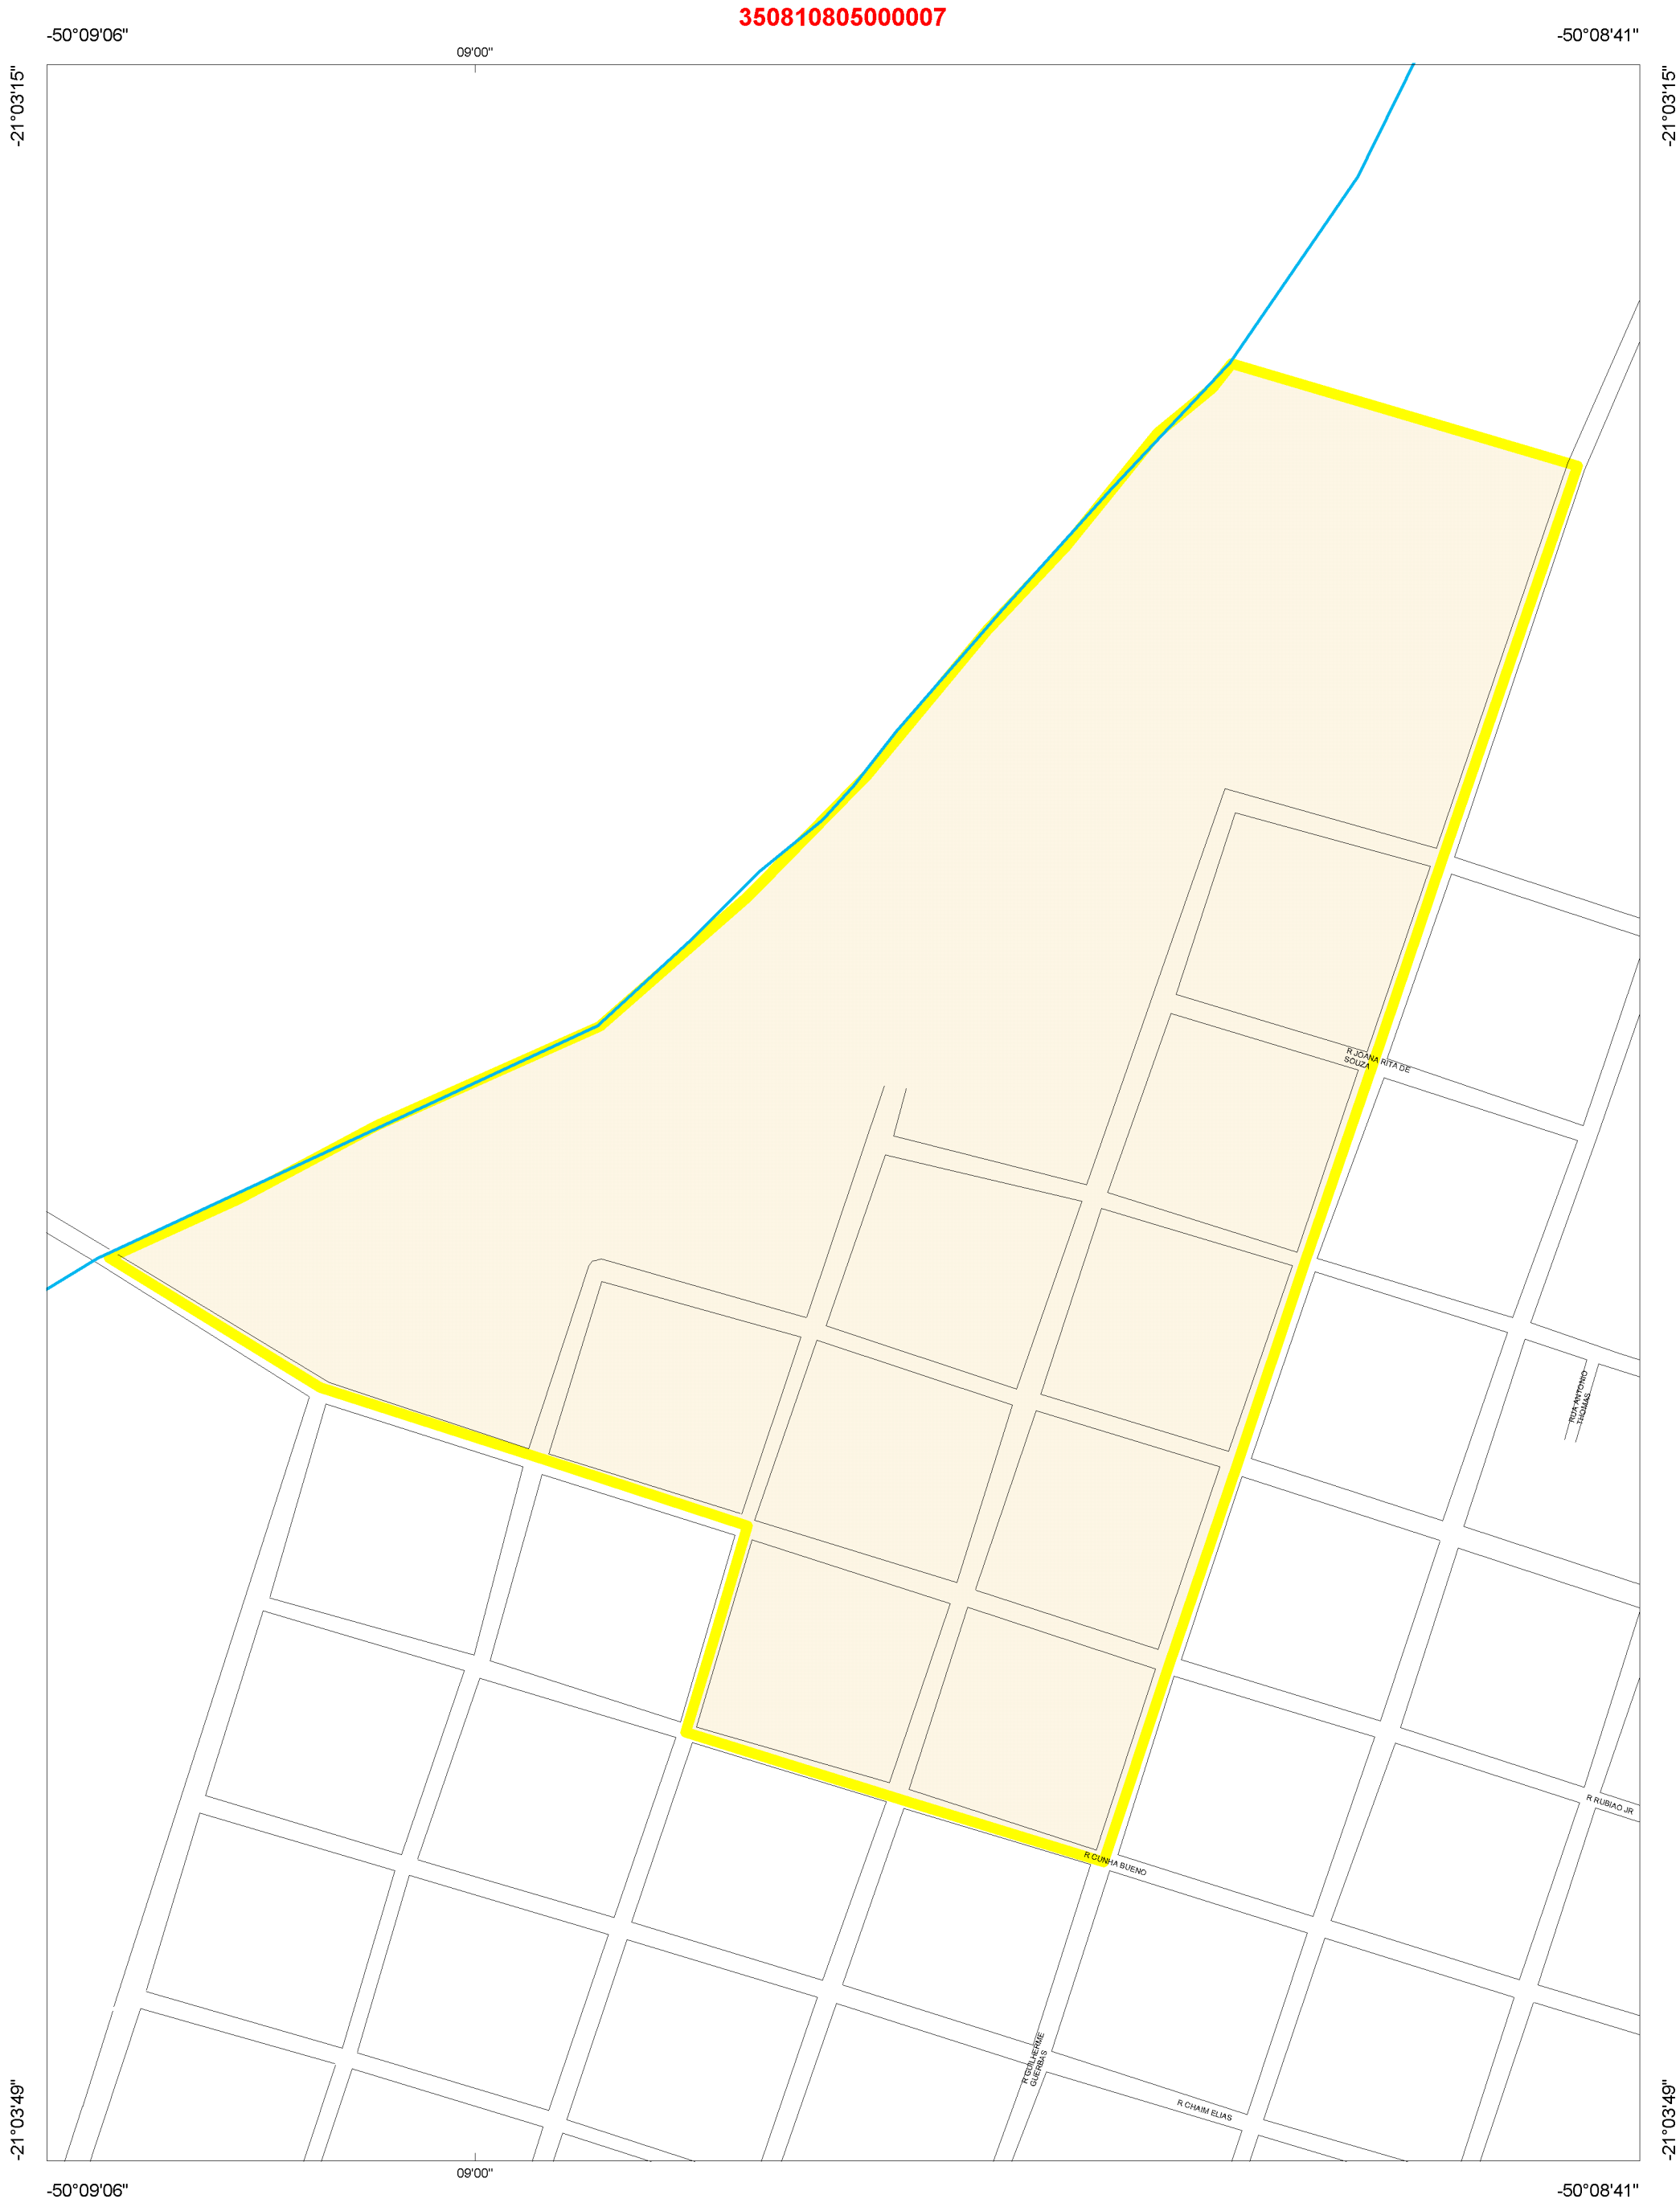 350810805000007
-50°09'06"
-50°08'41"
09'00"
-21°03'15"
-21°03'15"
R JOANA RITA DE
SOUZA
RUA ANTONIO
THOMAS
R RUBIAO JR
R CUNHA BUENO
R GUILHERME
GUERBAS
R CHAIM ELIAS
-21°03'49"
-21°03'49"
09'00"
-50°09'06"
-50°08'41"